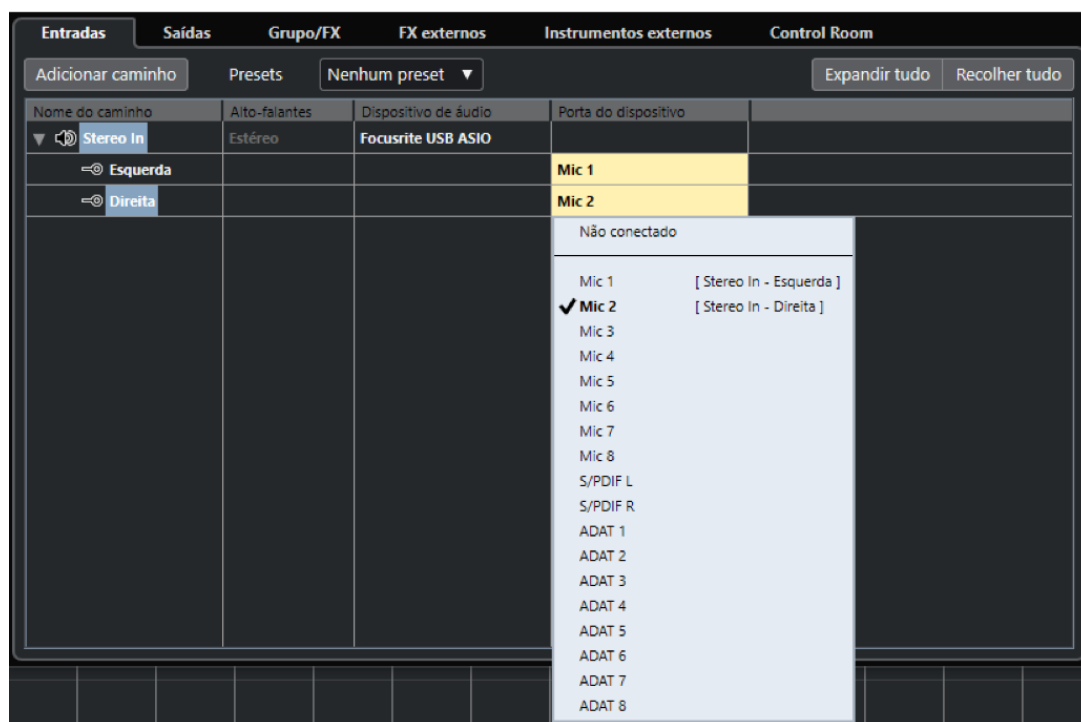 Entradas Saídas Grupo/FX FX externos Instrumentos externos Control Room
Adicionar caminho Presets Nenhum preset Expandir tudo Recolher tudo
Nome do caminho Alto-falantes Dispositivo de áudio Porta do dispositivo
Stereo In Estéreo Focusrite USB ASIO
Esquerda Mic 1
Direita Mic 2
Não conectado
Mic 1 [ Stereo In - Esquerda ]
Mic 2 [ Stereo In - Direita ]
Mic 3
Mic 4
Mic 5
Mic 6
Mic 7
Mic 8
S/PDIF L
S/PDIF R
ADAT 1
ADAT 2
ADAT 3
ADAT 4
ADAT 5
ADAT 6
ADAT 7
ADAT 8